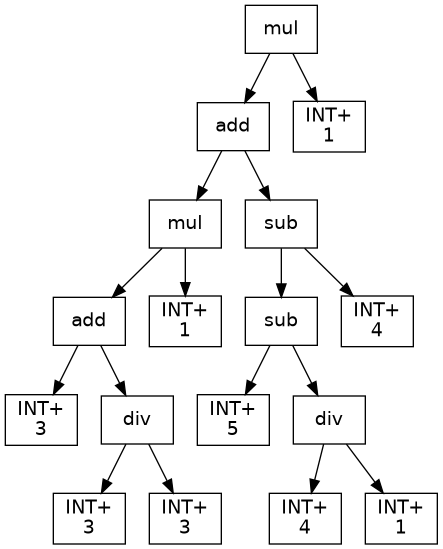 mul
add
INT+
1
mul
sub
add
INT+
1
sub
INT+
4
INT+
3
div
INT+
5
div
INT+
3
INT+
3
INT+
4
INT+
1